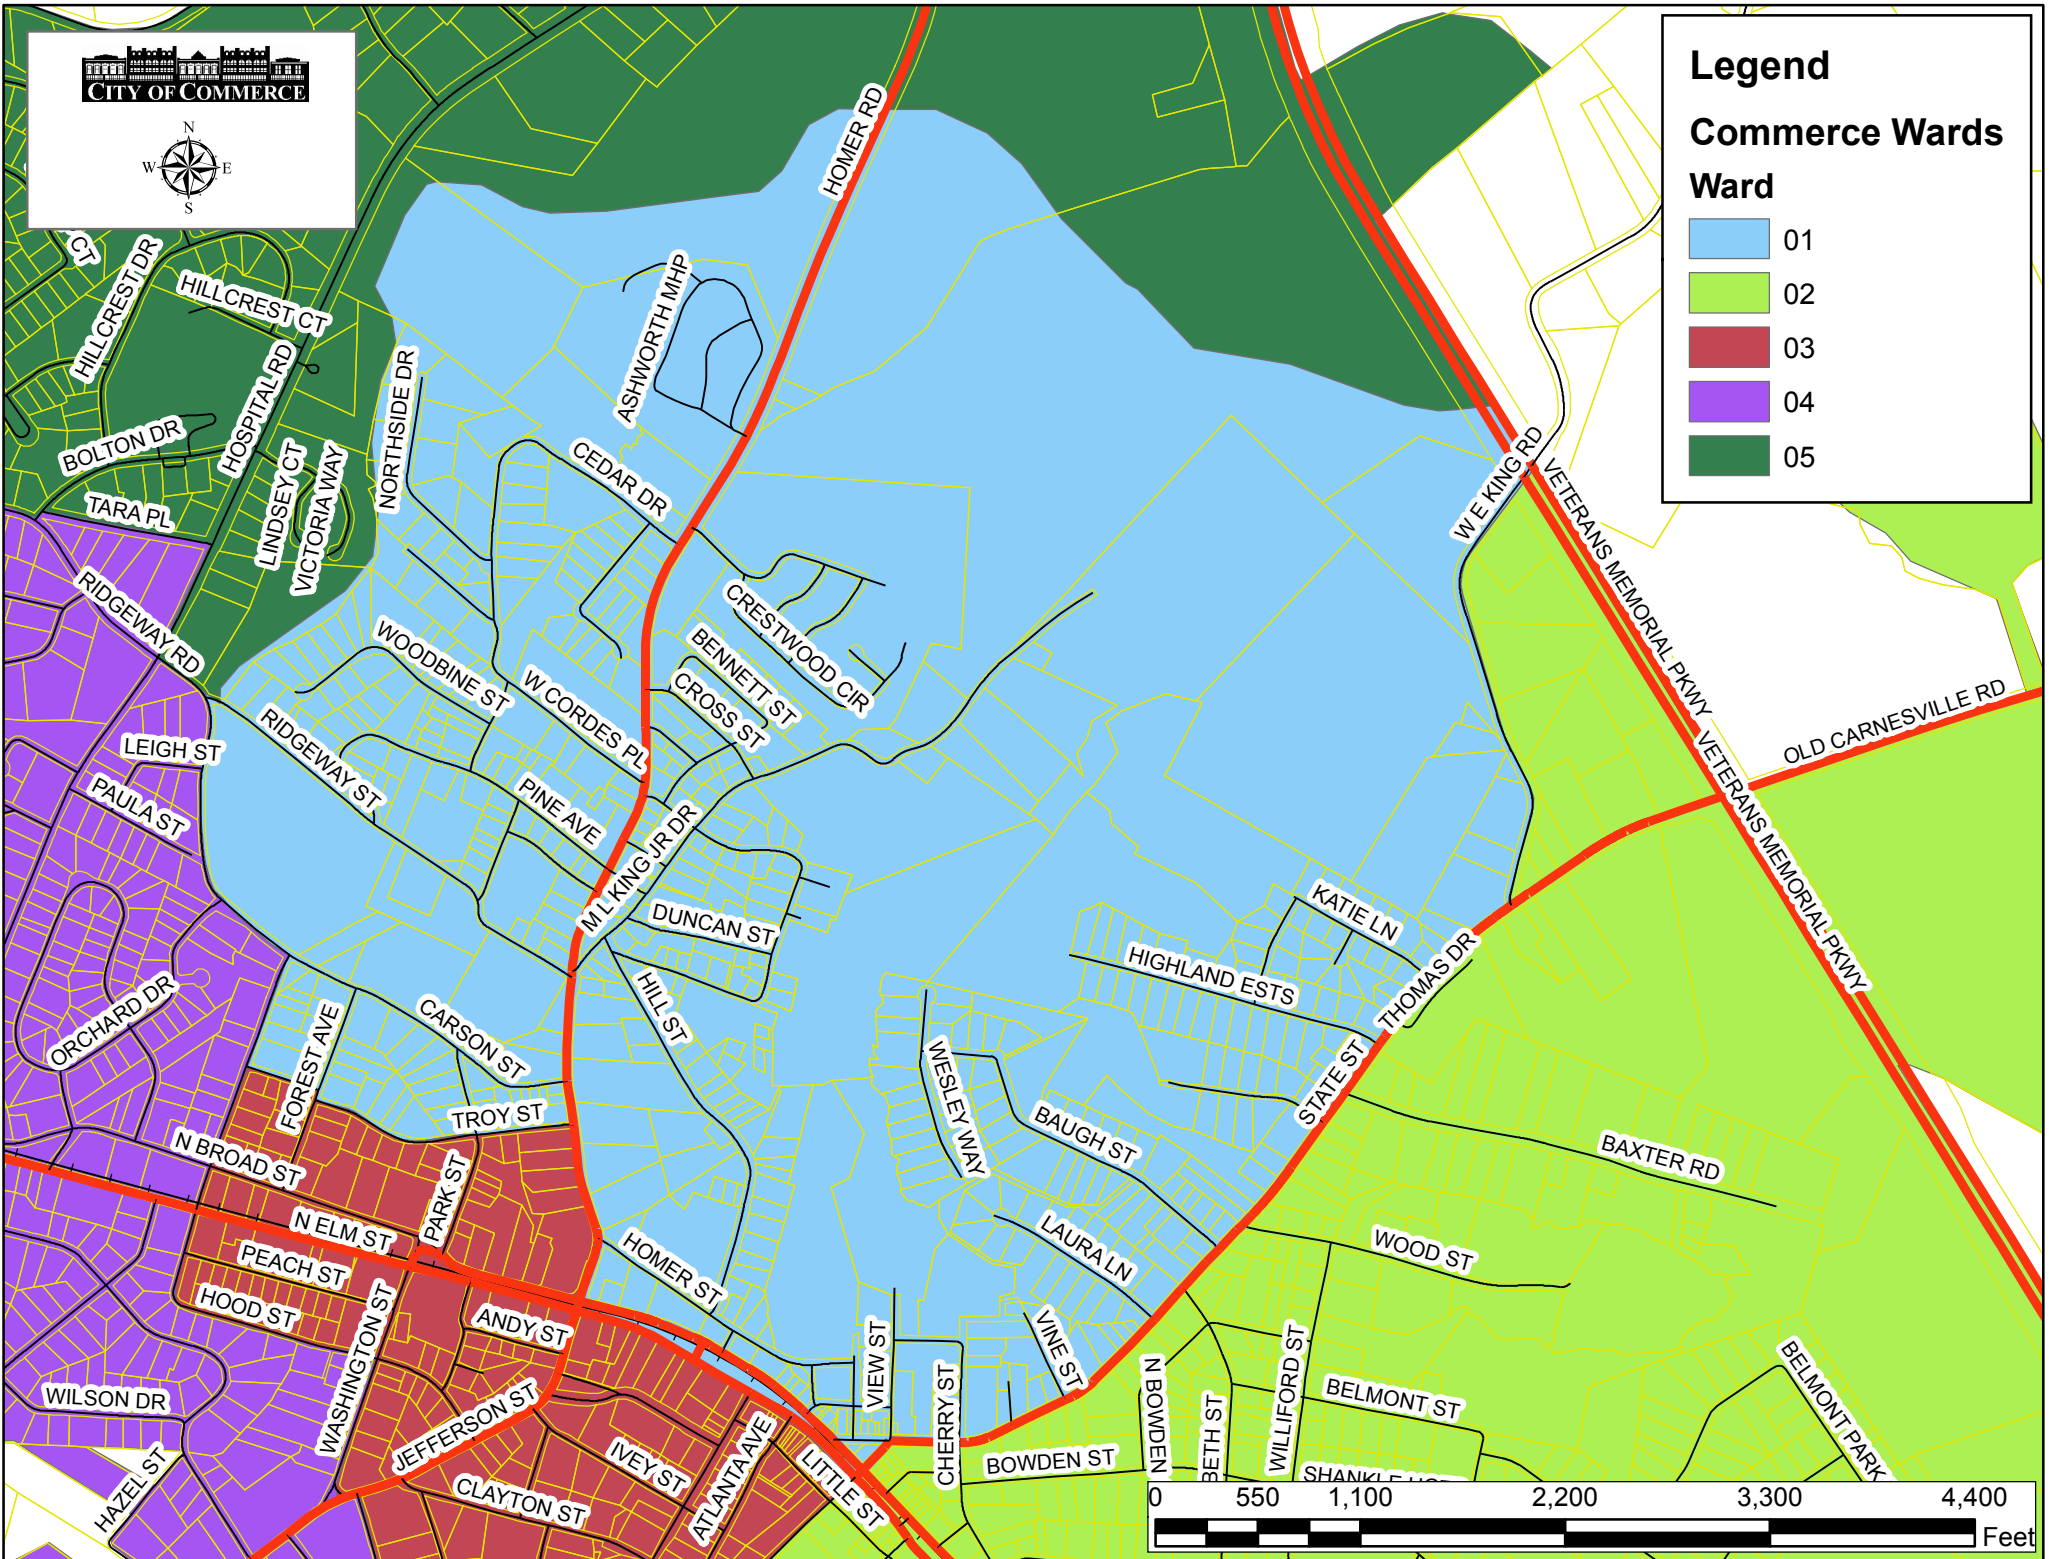 CITY OF COMMERCE
N
W E
S
Legend
Commerce Wards
Ward
01
02
03
04
05
HOMER RD
CT
HILLCREST DR
HILLCREST CT
ASHWORTH MHP
HOSPITAL RD
NORTHSIDE DR
BOLTON DR
CEDAR DR
LINDSEY CT
VICTORIA WAY
TARA PL
W E KING RD
VETERANS MEMORIAL PKWY
RIDGEWAY RD
WOODBINE ST
CRESTWOOD CIR
BENNETT ST
CROSS ST
W CORDES PL
OLD CARNESVILLE RD
LEIGH ST
RIDGEWAY ST
VETERANS MEMORIAL PKWY
PAULA ST
PINE AVE
M L KING JR DR
DUNCAN ST
KATIE LN
HIGHLAND ESTS
THOMAS DR
ORCHARD DR
HILL ST
CARSON ST
FOREST AVE
WESLEY WAY
STATE ST
TROY ST
BAUGH ST
BAXTER RD
N BROAD ST
PARK ST
N ELM ST
HOMER ST
LAURA LN
WOOD ST
PEACH ST
HOOD ST
WASHINGTON ST
ANDY ST
VIEW ST
VINE ST
WILLIFORD ST
BELMONT PARK
WILSON DR
CHERRY ST
N BOWDEN
BETH ST
BELMONT ST
JEFFERSON ST
ATLANTA AVE
IVEY ST
LITTLE ST
BOWDEN ST
HAZEL ST
CLAYTON ST
0 550 1,100 2,200 3,300 4,400
Feet